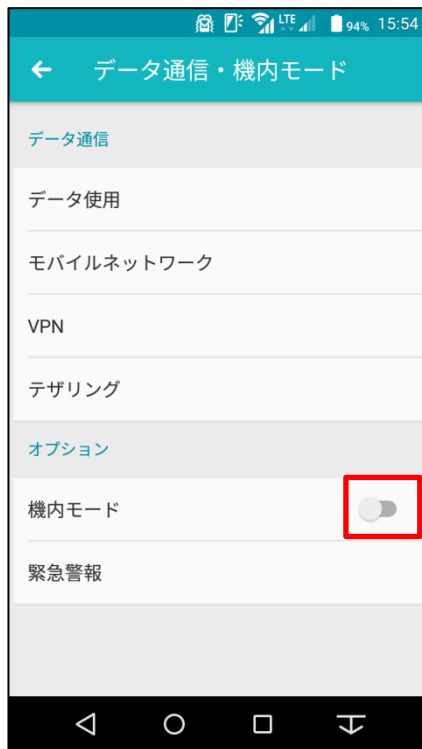 LTE 94% 15:54
データ通信・機内モード
データ通信
データ使用
モバイルネットワーク
VPN
テザリング
オプション
機内モード
緊急警報